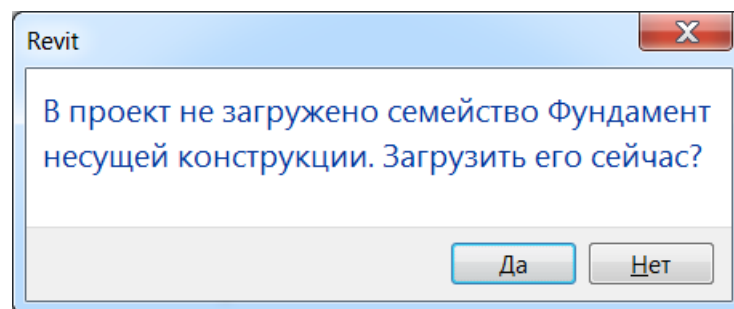 Revit
В проект не загружено семейство Фундамент
несущей конструкции. Загрузить его сейчас?
Да
Нет